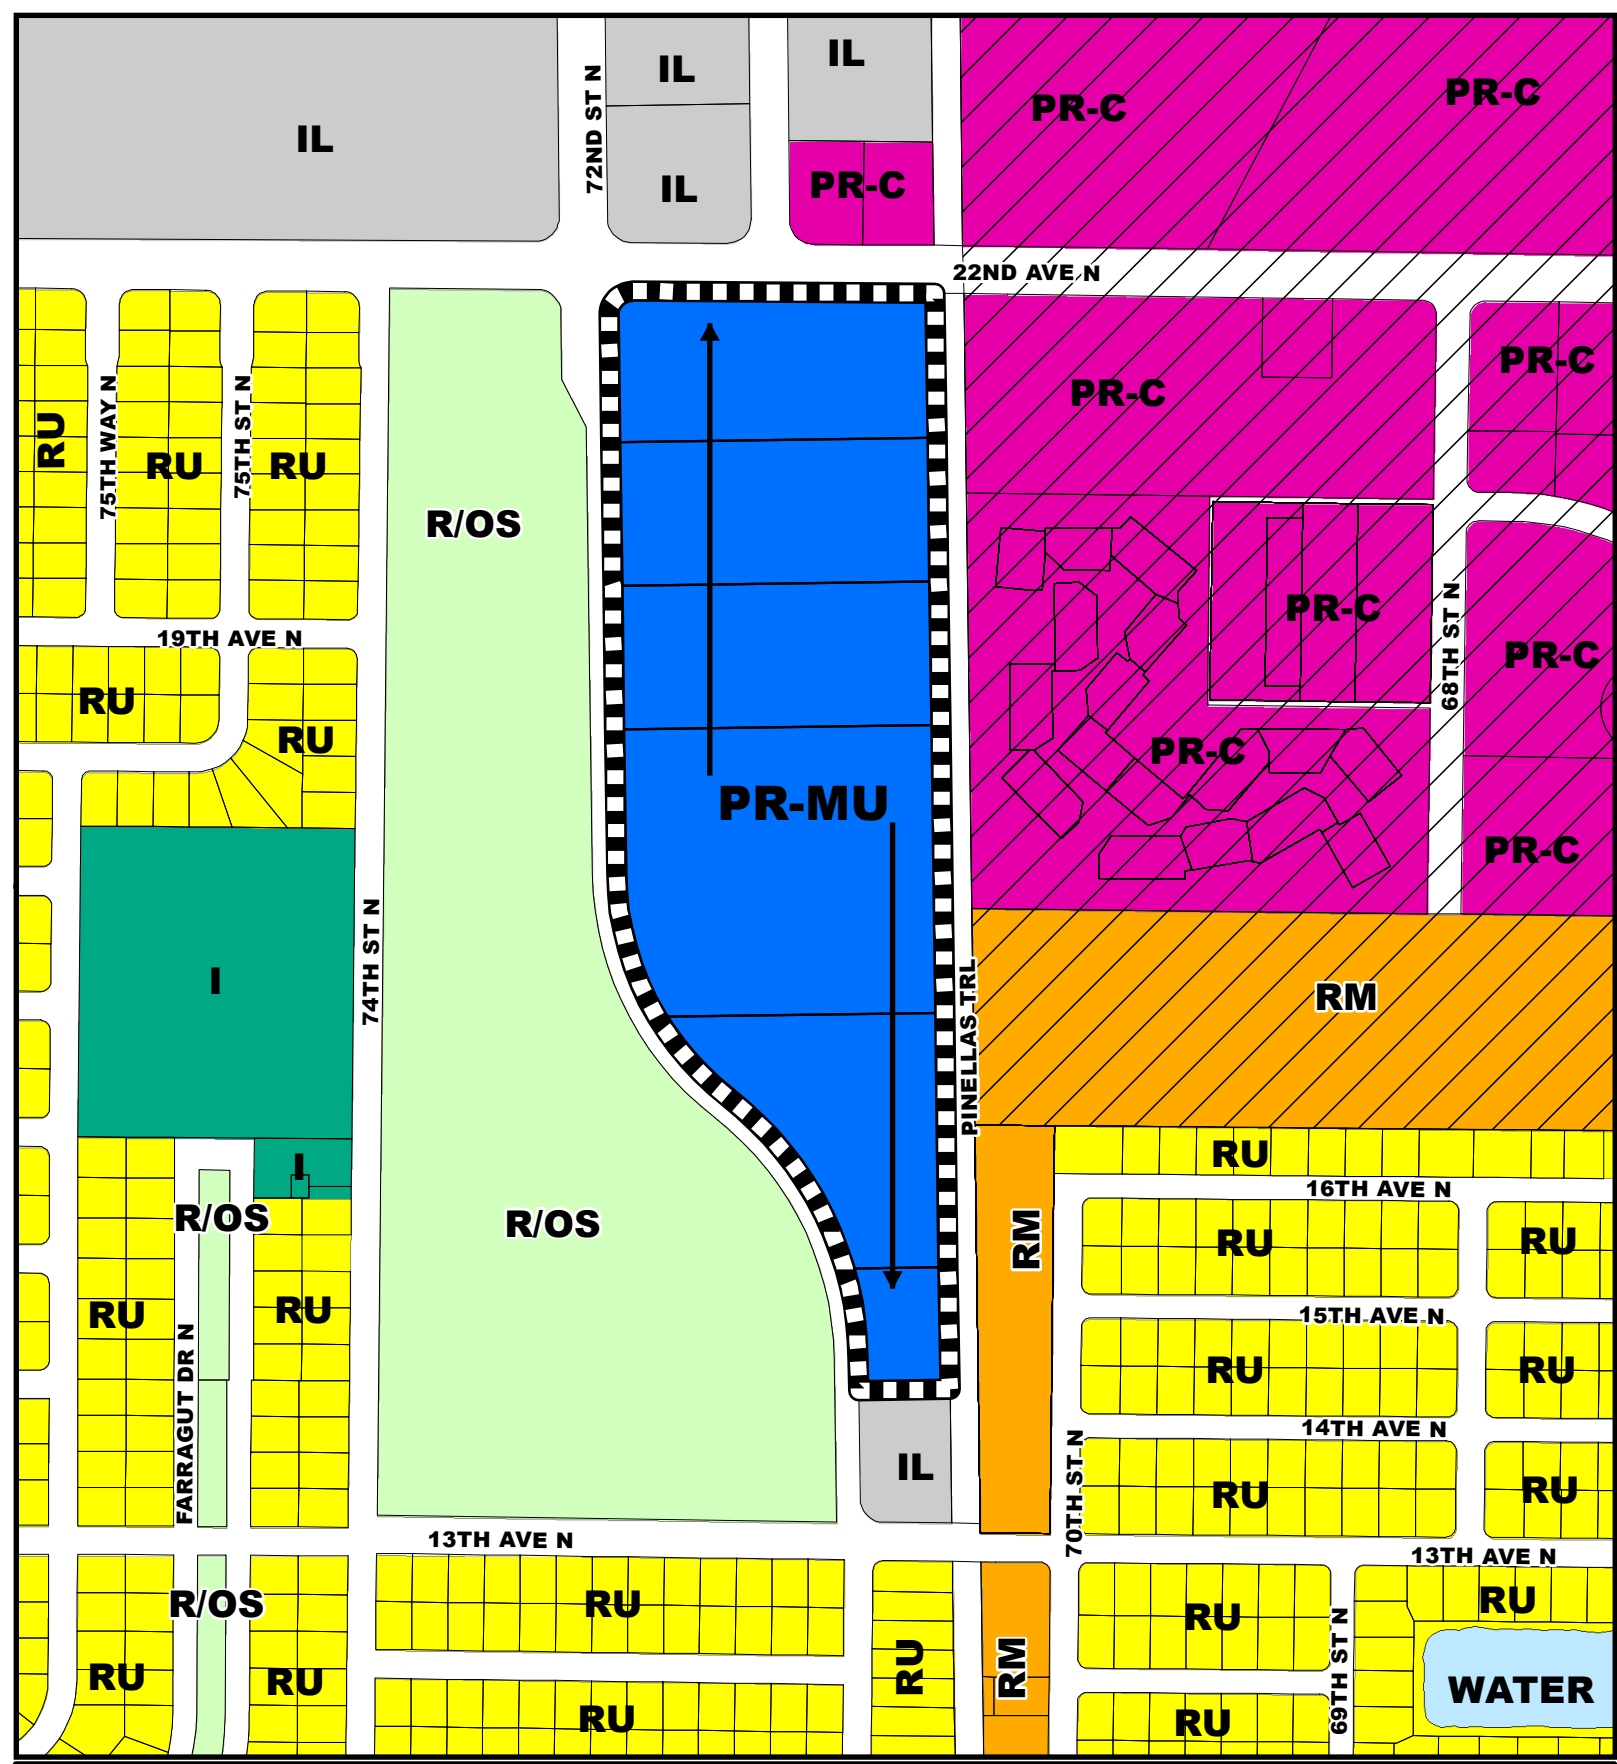 IL
IL
PR-C
PR-C
72ND ST N
IL
IL
PR-C
22ND AVE N
PR-C
PR-C
RU
75TH WAY N
RU
75TH ST N
RU
R/OS
PR-C
68TH ST N
19TH AVE N
PR-C
RU
RU
PR-C
PR-MU
PR-C
I
74TH ST N
RM
PINELLAS TRL
I
RU
16TH AVE N
R/OS
R/OS
RM
RU
RU
RU
RU
15TH AVE N
FARRAGUT DR N
RU
RU
14TH AVE N
IL
70TH ST N
RU
RU
13TH AVE N
13TH AVE N
R/OS
RU
RU
RU
RU
RU
RU
RM
69TH ST N
WATER
RU
RU